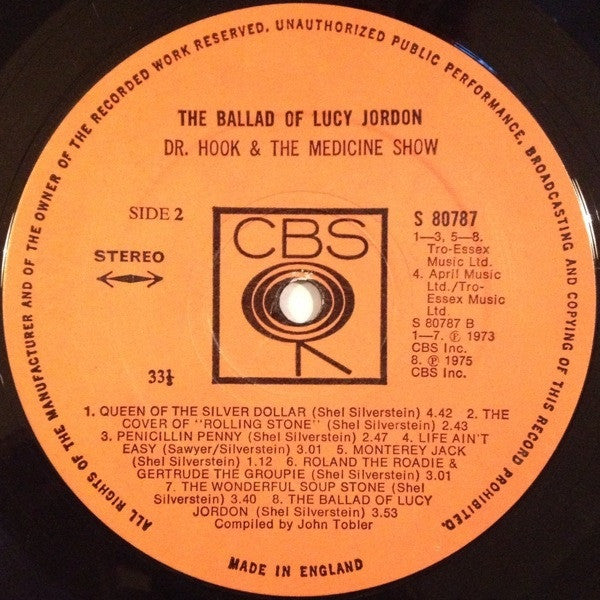 ALL RIGHTS OF THE MANUFACTURER AND OF THE OWNER OF THE RECORDED WORK RESERVED. UNAUTHORIZED PUBLIC PERFORMANCE, BROADCASTING AND COPYING OF THIS RECORD PROHIBITED.
THE BALLAD OF LUCY JORDON
DR. HOOK & THE MEDICINE SHOW
SIDE 2
STEREO
33⅓
CBS
S 80787
1—3, 5—8.
Tro-Essex
Music Ltd.
4. April Music
Ltd./Tro-
Essex Music
Ltd.
S 80787 B
1—7. ℗ 1973
CBS Inc.
8. ℗ 1975
CBS Inc.
1. QUEEN OF THE SILVER DOLLAR (Shel Silverstein) 4.42 2. THE
COVER OF "ROLLING STONE" (Shel Silverstein) 2.43
3. PENICILLIN PENNY (Shel Silverstein) 2.47 4. LIFE AIN'T
EASY (Sawyer/Silverstein) 3.01 5. MONTEREY JACK
(Shel Silverstein) 1.12 6. ROLAND THE ROADIE &
GERTRUDE THE GROUPIE (Shel Silverstein) 3.01
7. THE WONDERFUL SOUP STONE (Shel
Silverstein) 3.40 8. THE BALLAD OF LUCY
JORDON (Shel Silverstein) 3.53
Compiled by John Tobler
MADE IN ENGLAND